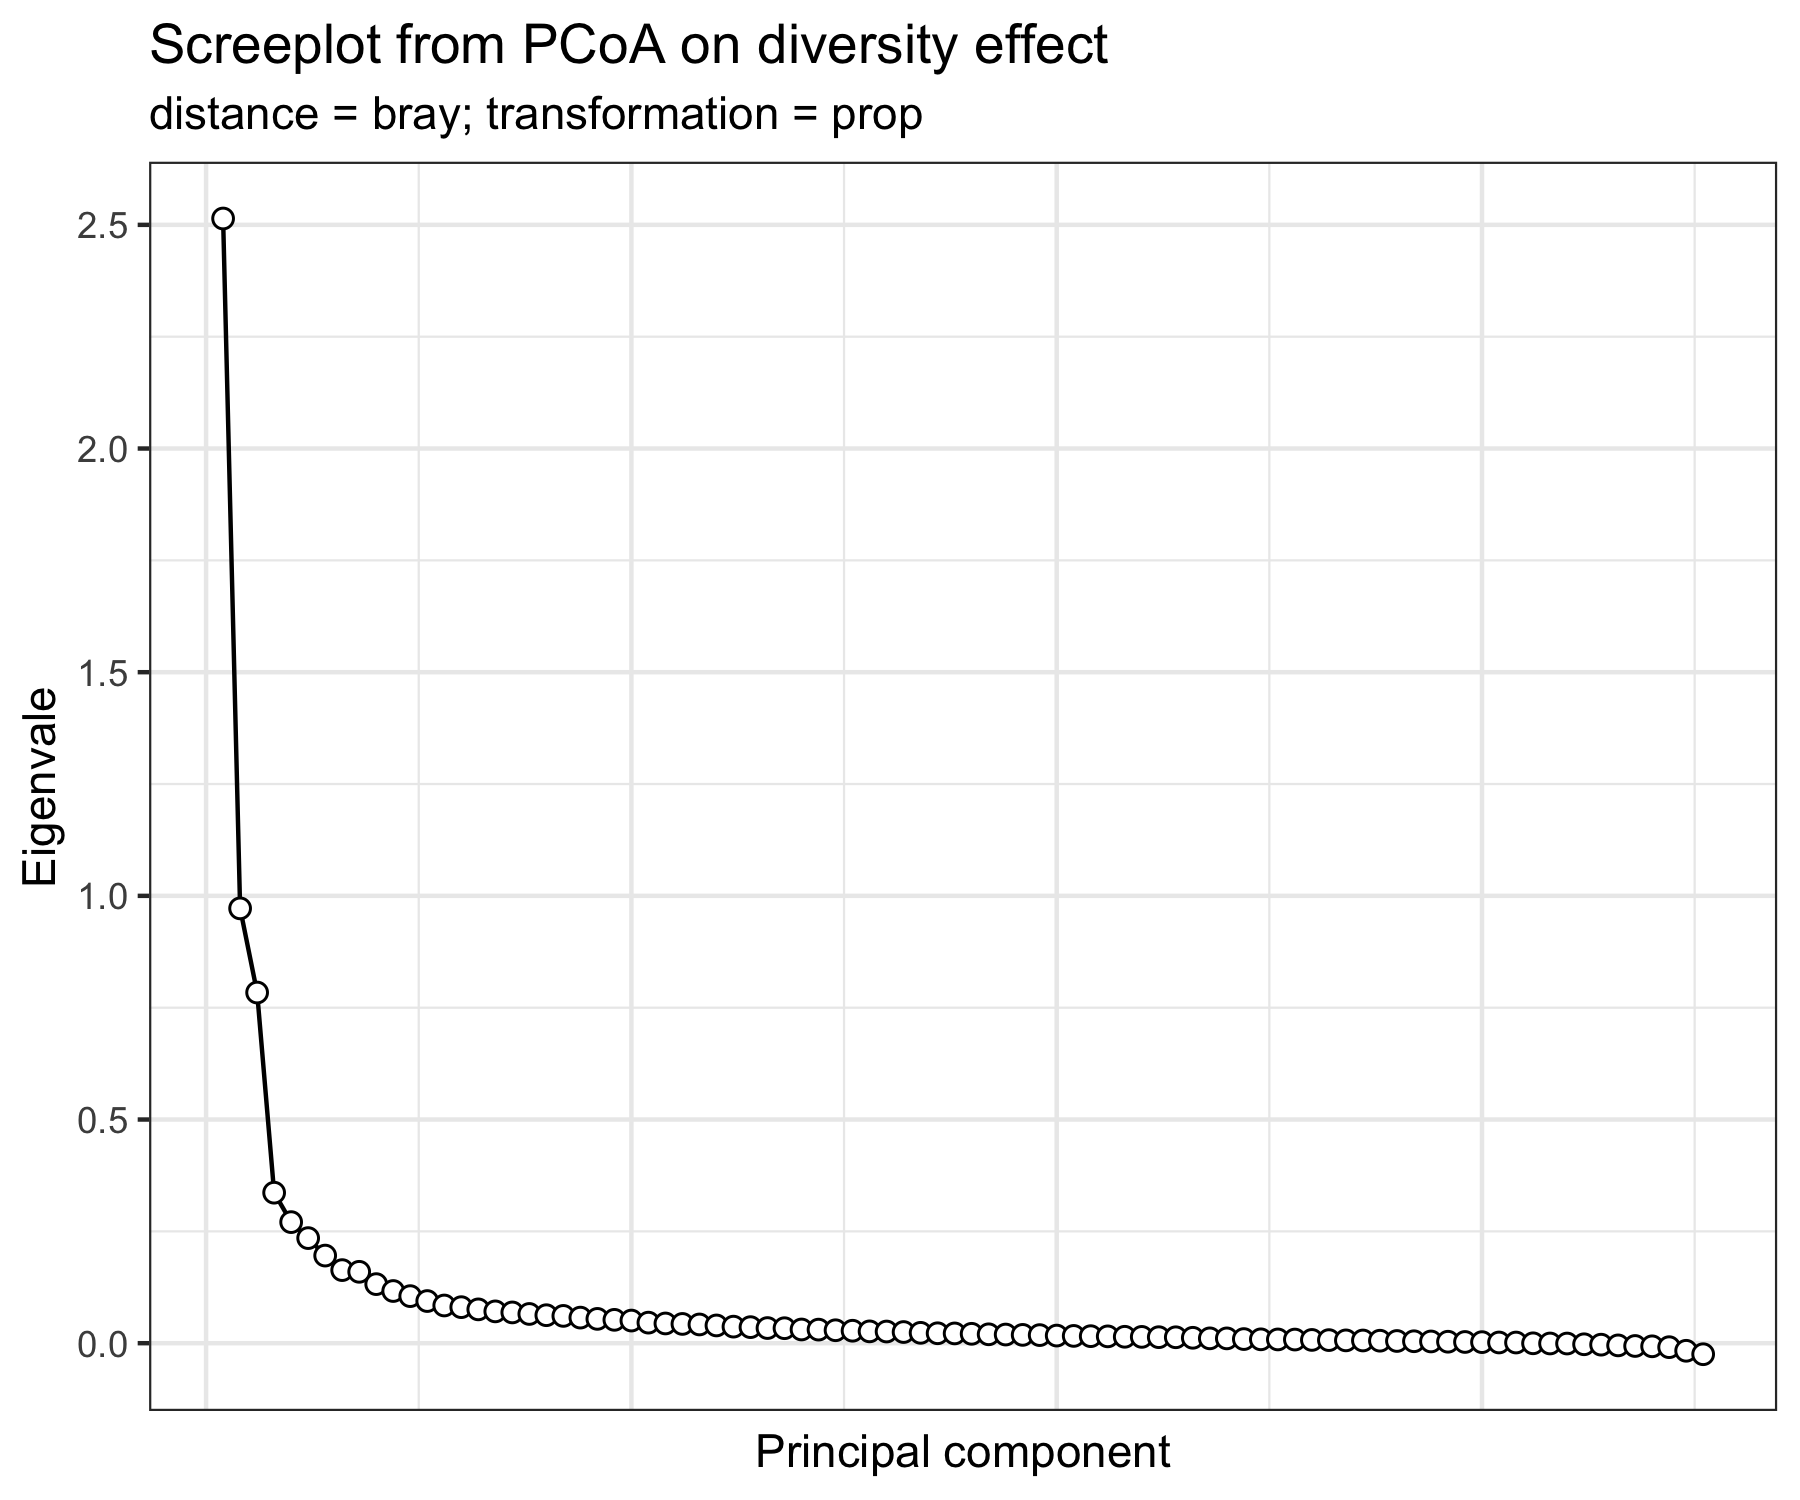 Screeplot from PCoA on diversity effect
distance = bray; transformation = prop
2.5
2.0
1.5
1.0
0.5
0.0
Eigenvale
Principal component